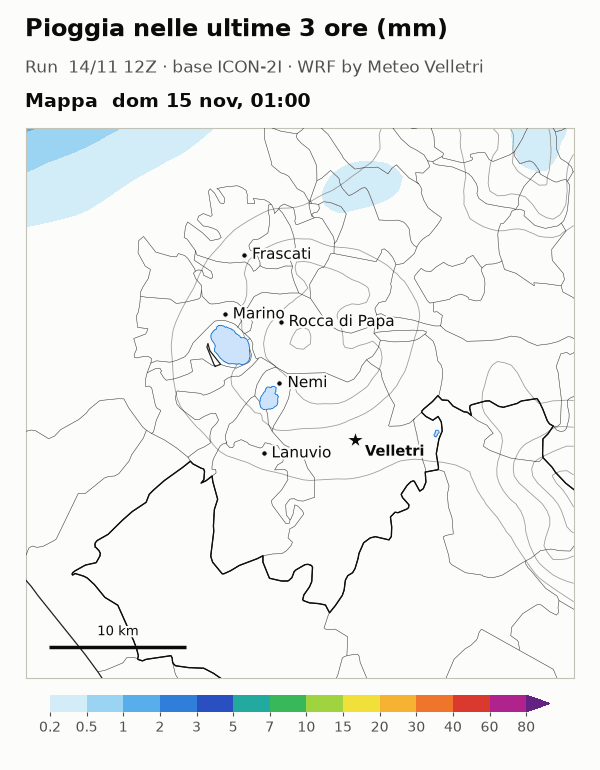 Pioggia nelle ultime 3 ore (mm)
Run  14/11 12Z · base ICON-2I · WRF by Meteo Velletri
Mappa  dom 15 nov, 01:00
Frascati
Marino
Rocca di Papa
Nemi
Velletri
Lanuvio
10 km
0.2 0.5 1 2 3 5 7 10 15 20 30 40 60 80